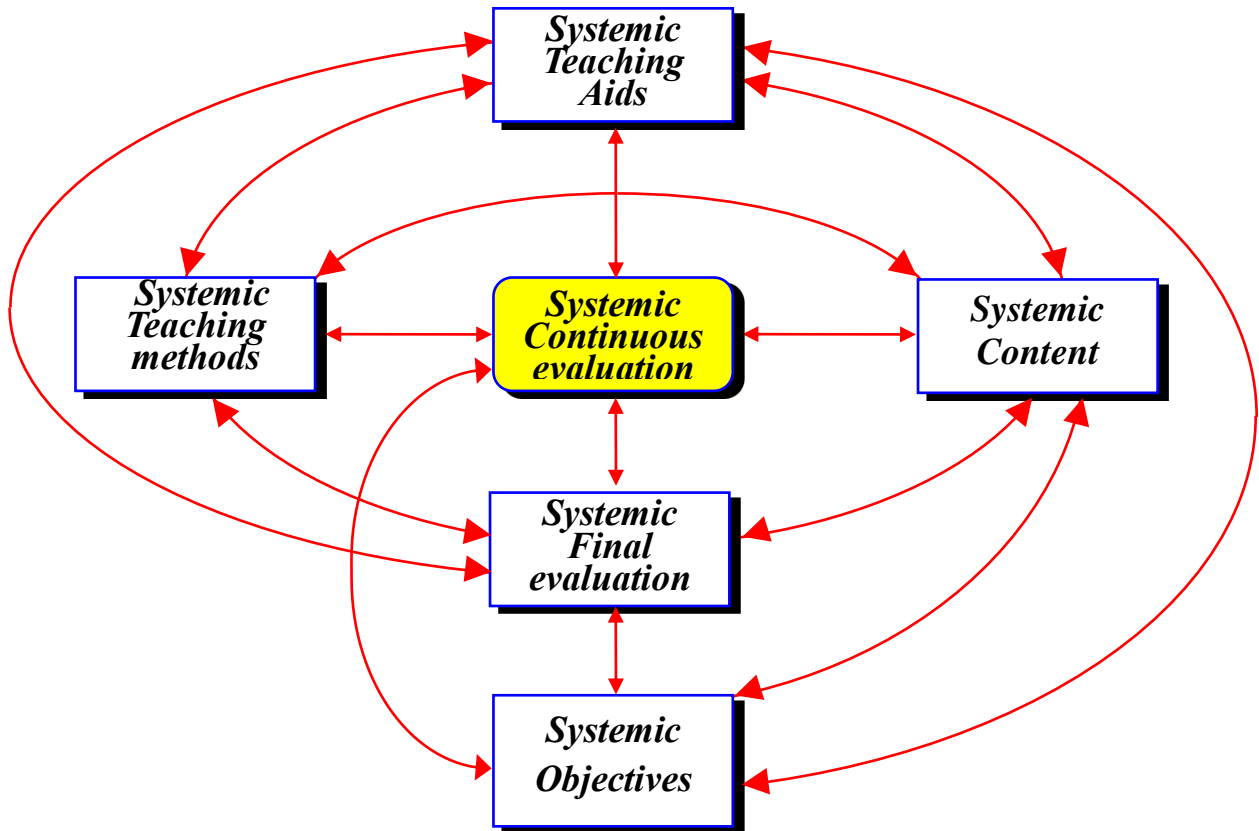 Systemic
Teaching
Aids
Systemic
Teaching
methods
Systemic
Continuous
evaluation
Systemic
Content
Systemic
Final
evaluation
Systemic
Objectives